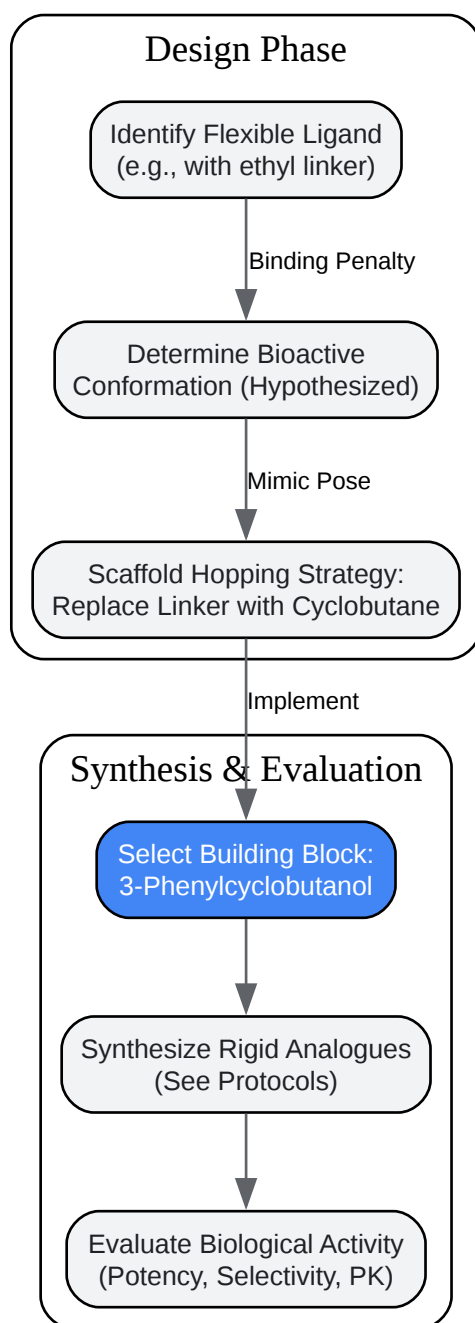 Design Phase
Identify Flexible Ligand
(e.g., with ethyl linker)
Binding Penalty
Determine Bioactive
Conformation (Hypothesized)
Mimic Pose
Scaffold Hopping Strategy:
Replace Linker with Cyclobutane
Implement
Synthesis & Evaluation
Select Building Block:
3-Phenylcyclobutanol
Synthesize Rigid Analogues
(See Protocols)
Evaluate Biological Activity
(Potency, Selectivity, PK)